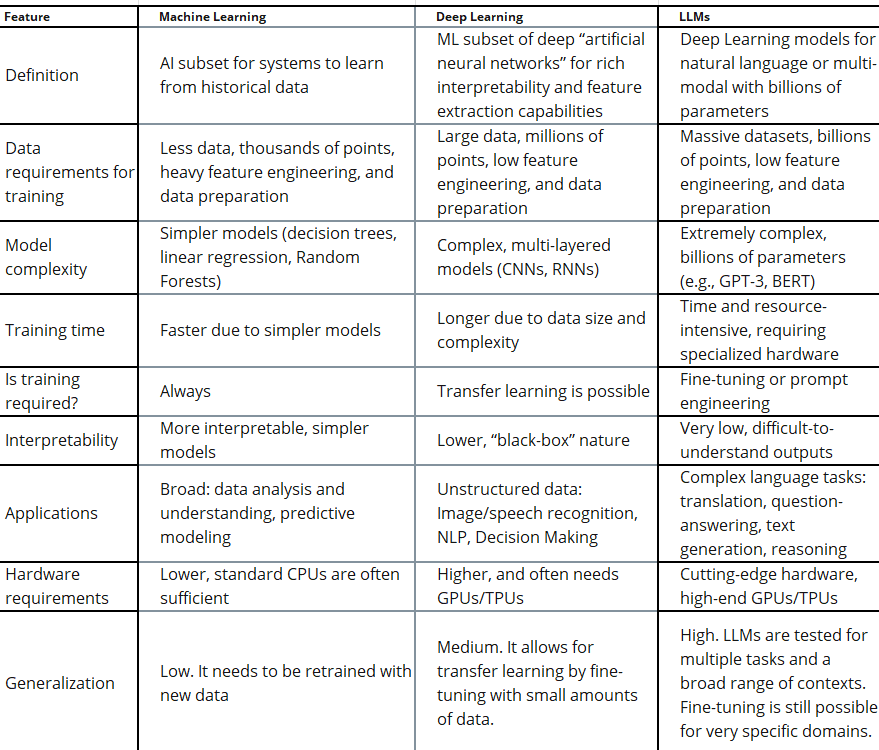 Feature Machine Learning Deep Learning LLMs
Definition
AI subset for systems to learn
from historical data
ML subset of deep “artificial
neural networks” for rich
interpretability and feature
extraction capabilities
Deep Learning models for
natural language or multi-
modal with billions of
parameters
Data
requirements for
training
Less data, thousands of points,
heavy feature engineering, and
data preparation
Large data, millions of
points, low feature
engineering, and data
preparation
Massive datasets, billions
of points, low feature
engineering, and data
preparation
Model
complexity
Simpler models (decision trees,
linear regression, Random
Forests)
Complex, multi-layered
models (CNNs, RNNs)
Extremely complex,
billions of parameters
(e.g., GPT-3, BERT)
Training time
Faster due to simpler models
Longer due to data size and
complexity
Time and resource-
intensive, requiring
specialized hardware
Is training
required?
Always
Transfer learning is possible
Fine-tuning or prompt
engineering
Interpretability
More interpretable, simpler
models
Lower, “black-box” nature
Very low, difficult-to-
understand outputs
Applications
Broad: data analysis and
understanding, predictive
modeling
Unstructured data:
Image/speech recognition,
NLP, Decision Making
Complex language tasks:
translation, question-
answering, text
generation, reasoning
Hardware
requirements
Lower, standard CPUs are often
sufficient
Higher, and often needs
GPUs/TPUs
Cutting-edge hardware,
high-end GPUs/TPUs
Generalization
Low. It needs to be retrained with
new data
Medium. It allows for
transfer learning by fine-
tuning with small amounts
of data.
High. LLMs are tested for
multiple tasks and a
broad range of contexts.
Fine-tuning is still possible
for very specific domains.